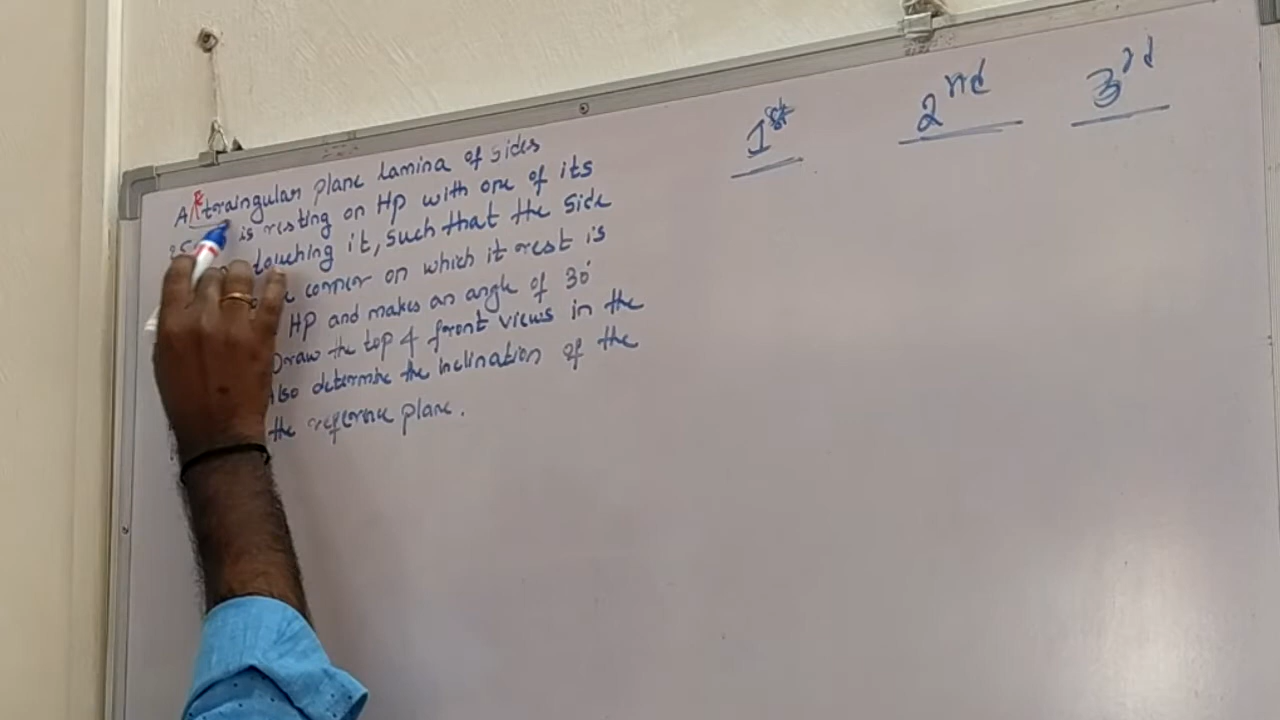 A traingular plane lamina of sides
is resting on HP with one of its
touching it, such that the side
corner on which it rest is
HP and makes an angle of 30°
Draw the top & front views in the
Also determine the inclination of the
the reference plane.
1st
2nd
3rd